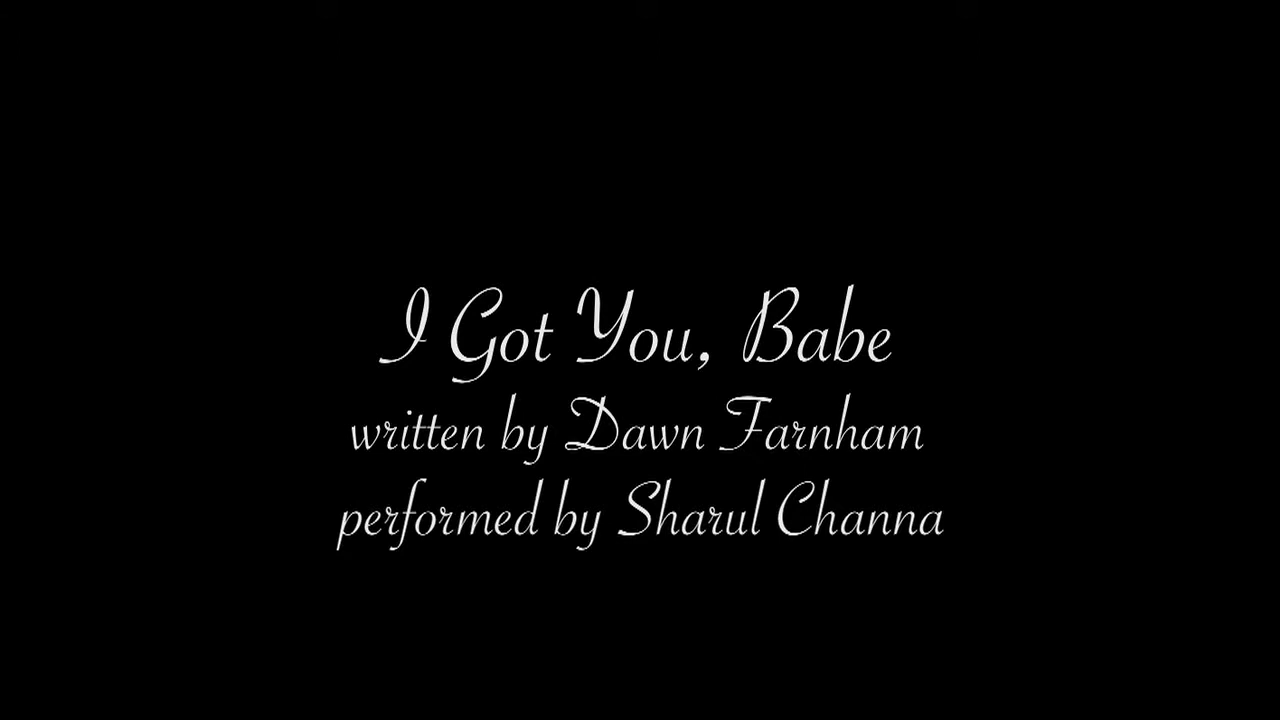 I Got You, Babe
written by Dawn Farnham
performed by Sharul Channa